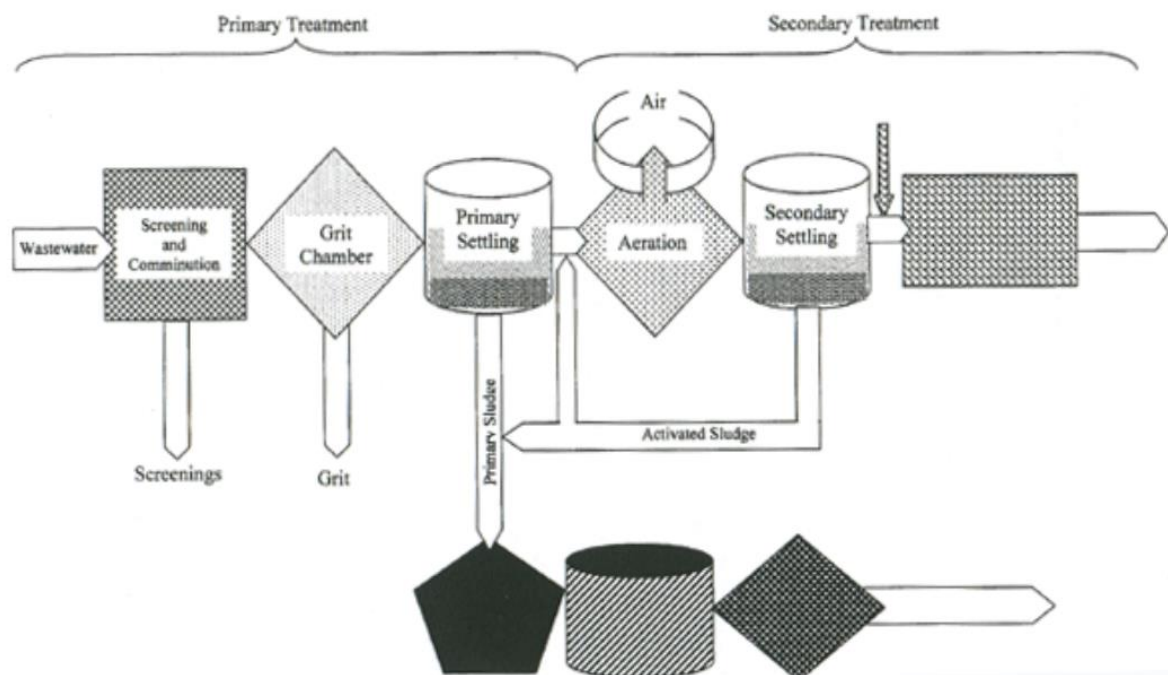 Primary Treatment
Secondary Treatment
Air
Wastewater
Screening
and
Comminution
Grit
Chamber
Primary
Settling
Aeration
Secondary
Settling
Primary Sludge
Activated Sludge
Screenings
Grit